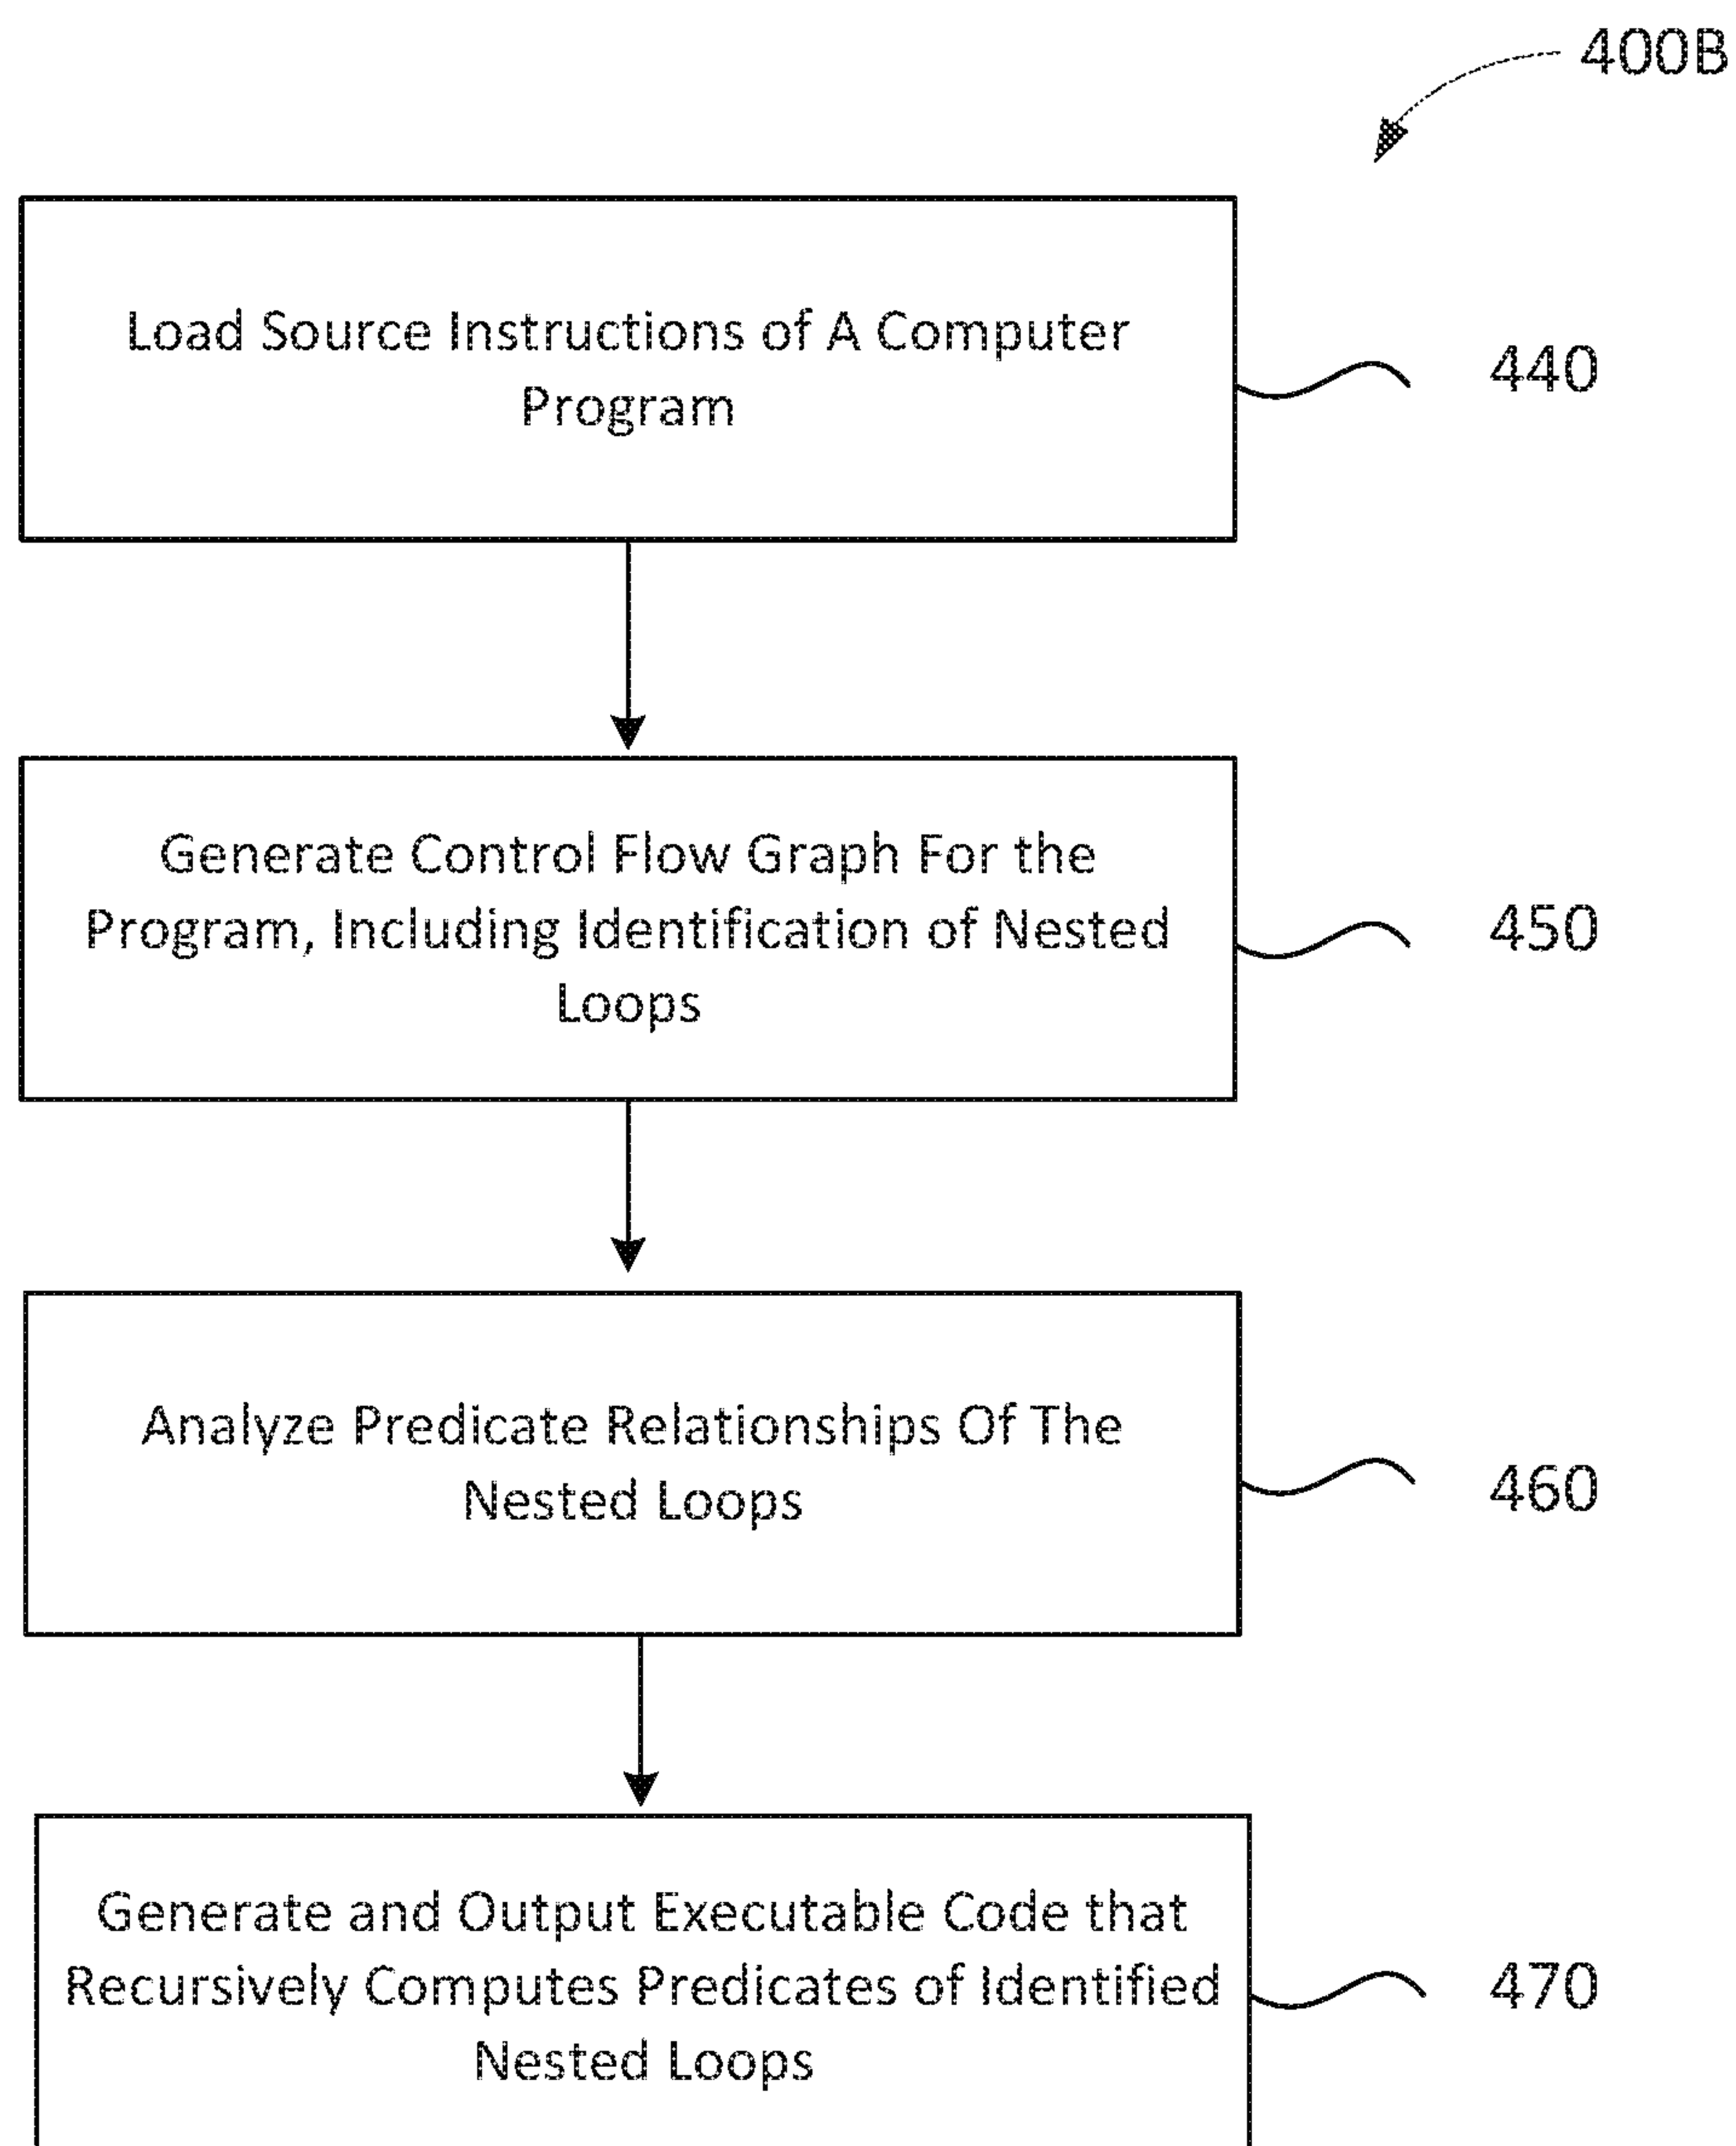 400B
Load Source Instructions of A Computer
Program
440
Generate Control Flow Graph For the
Program, Including Identification of Nested
Loops
450
Analyze Predicate Relationships Of The
Nested Loops
460
Generate and Output Executable Code that
Recursively Computes Predicates of Identified
Nested Loops
470